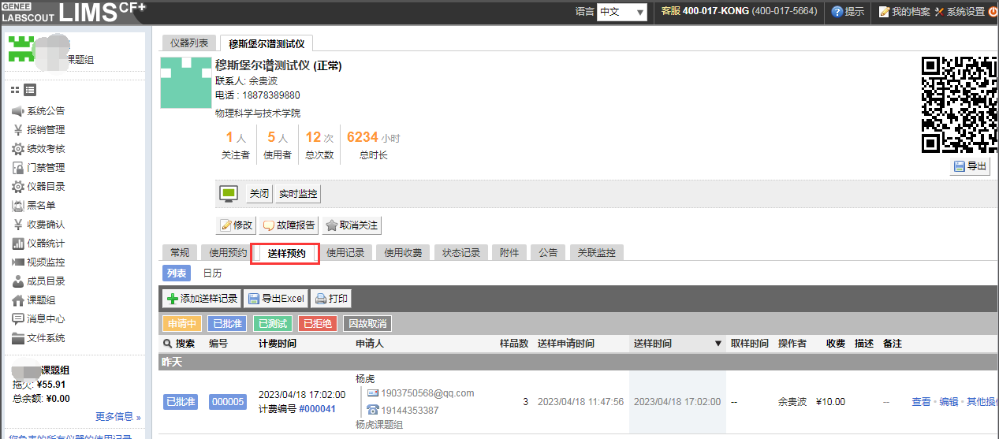 GENEE
LABSCOUT LIMS CF+
语言 中文 客服 400-017-KONG (400-017-5664) 提示 我的档案 系统设置
课题组
系统公告
报销管理
绩效考核
门禁管理
仪器目录
黑名单
收费确认
仪器统计
视频监控
成员目录
课题组
消息中心
文件系统
课题组
拖欠: ¥55.91
总余额: ¥0.00
更多信息 »
您负责的所有仪器的使用记录
仪器列表 穆斯堡尔谱测试仪
穆斯堡尔谱测试仪 (正常)
联系人: 余贵波
电话 : 18878389880
物理科学与技术学院
1 人 5 人 12 次 6234 小时
关注者 使用者 总次数 总时长
导出
关闭 实时监控
修改 故障报告 取消关注
常规 使用预约 送样预约 使用记录 使用收费 状态记录 附件 公告 关联监控
列表 日历
添加送样记录 导出Excel 打印
申请中 已批准 已测试 已拒绝 因故取消
搜索 编号 计费时间 申请人 样品数 送样申请时间 送样时间 ▼ 取样时间 操作者 收费 描述 备注
昨天
已批准 000005 2023/04/18 17:02:00 计费编号 #000041 杨虎 1903750568@qq.com 19144353387 杨虎课题组 3 2023/04/18 11:47:56 2023/04/18 17:02:00 -- 余贵波 ¥10.00 -- 查看 编辑 其他操